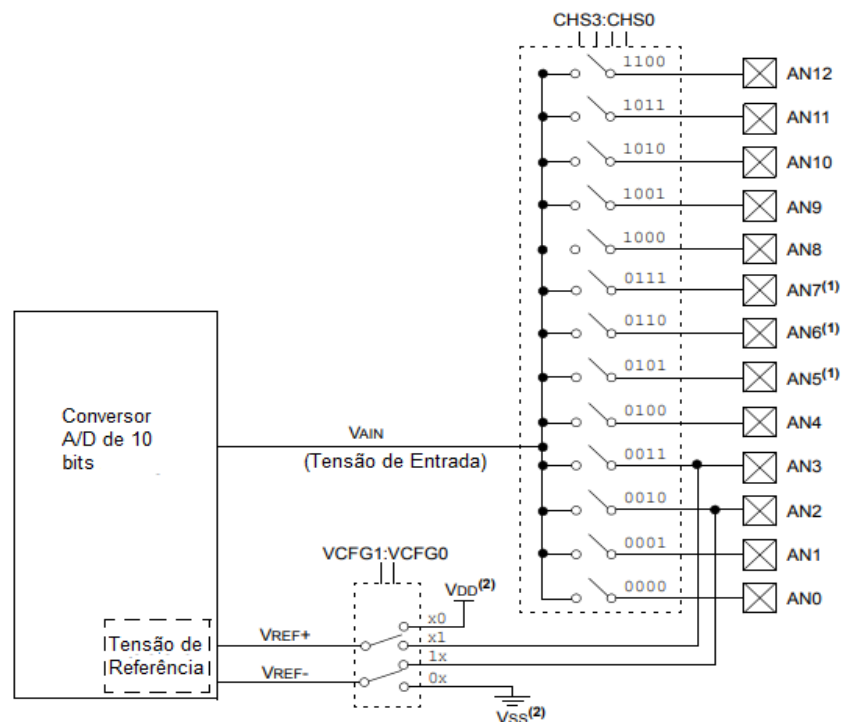 CHS3:CHS0
1100 AN12
1011 AN11
1010 AN10
1001 AN9
1000 AN8
0111 AN7(1)
0110 AN6(1)
0101 AN5(1)
0100 AN4
0011 AN3
0010 AN2
0001 AN1
0000 AN0
Conversor
A/D de 10
bits
VAIN
(Tensão de Entrada)
VCFG1:VCFG0
VDD(2)
x0
x1
1x
0x
VSS(2)
VREF+
VREF-
Tensão de
Referência